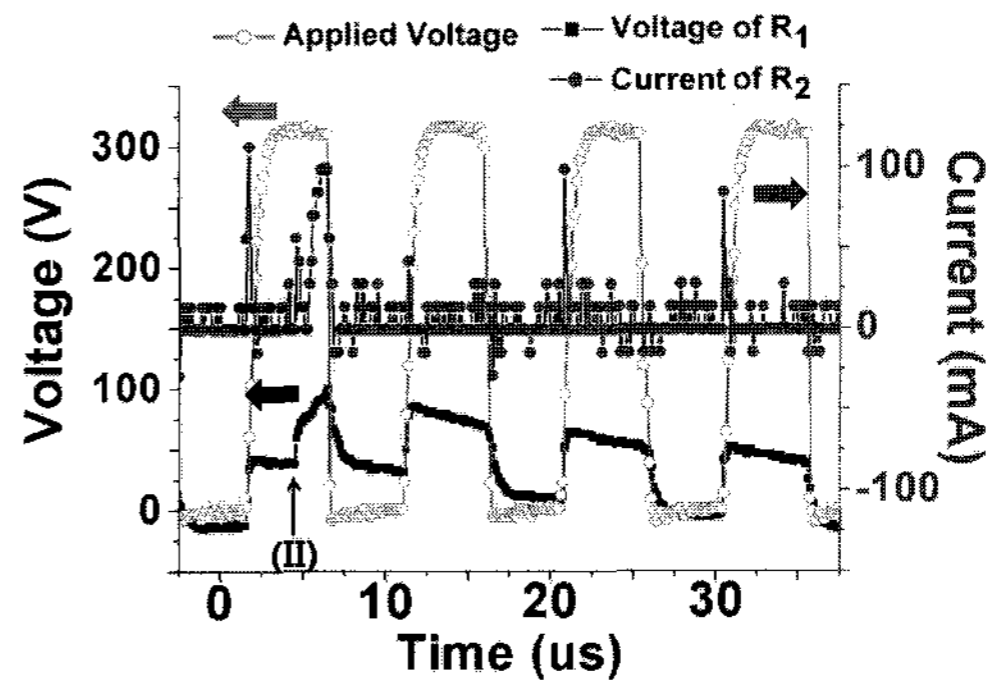 Applied Voltage
Voltage of R1
Current of R2
Voltage (V)
300
200
100
0
100
0
-100
Current (mA)
(II)
0
10
20
30
Time (us)